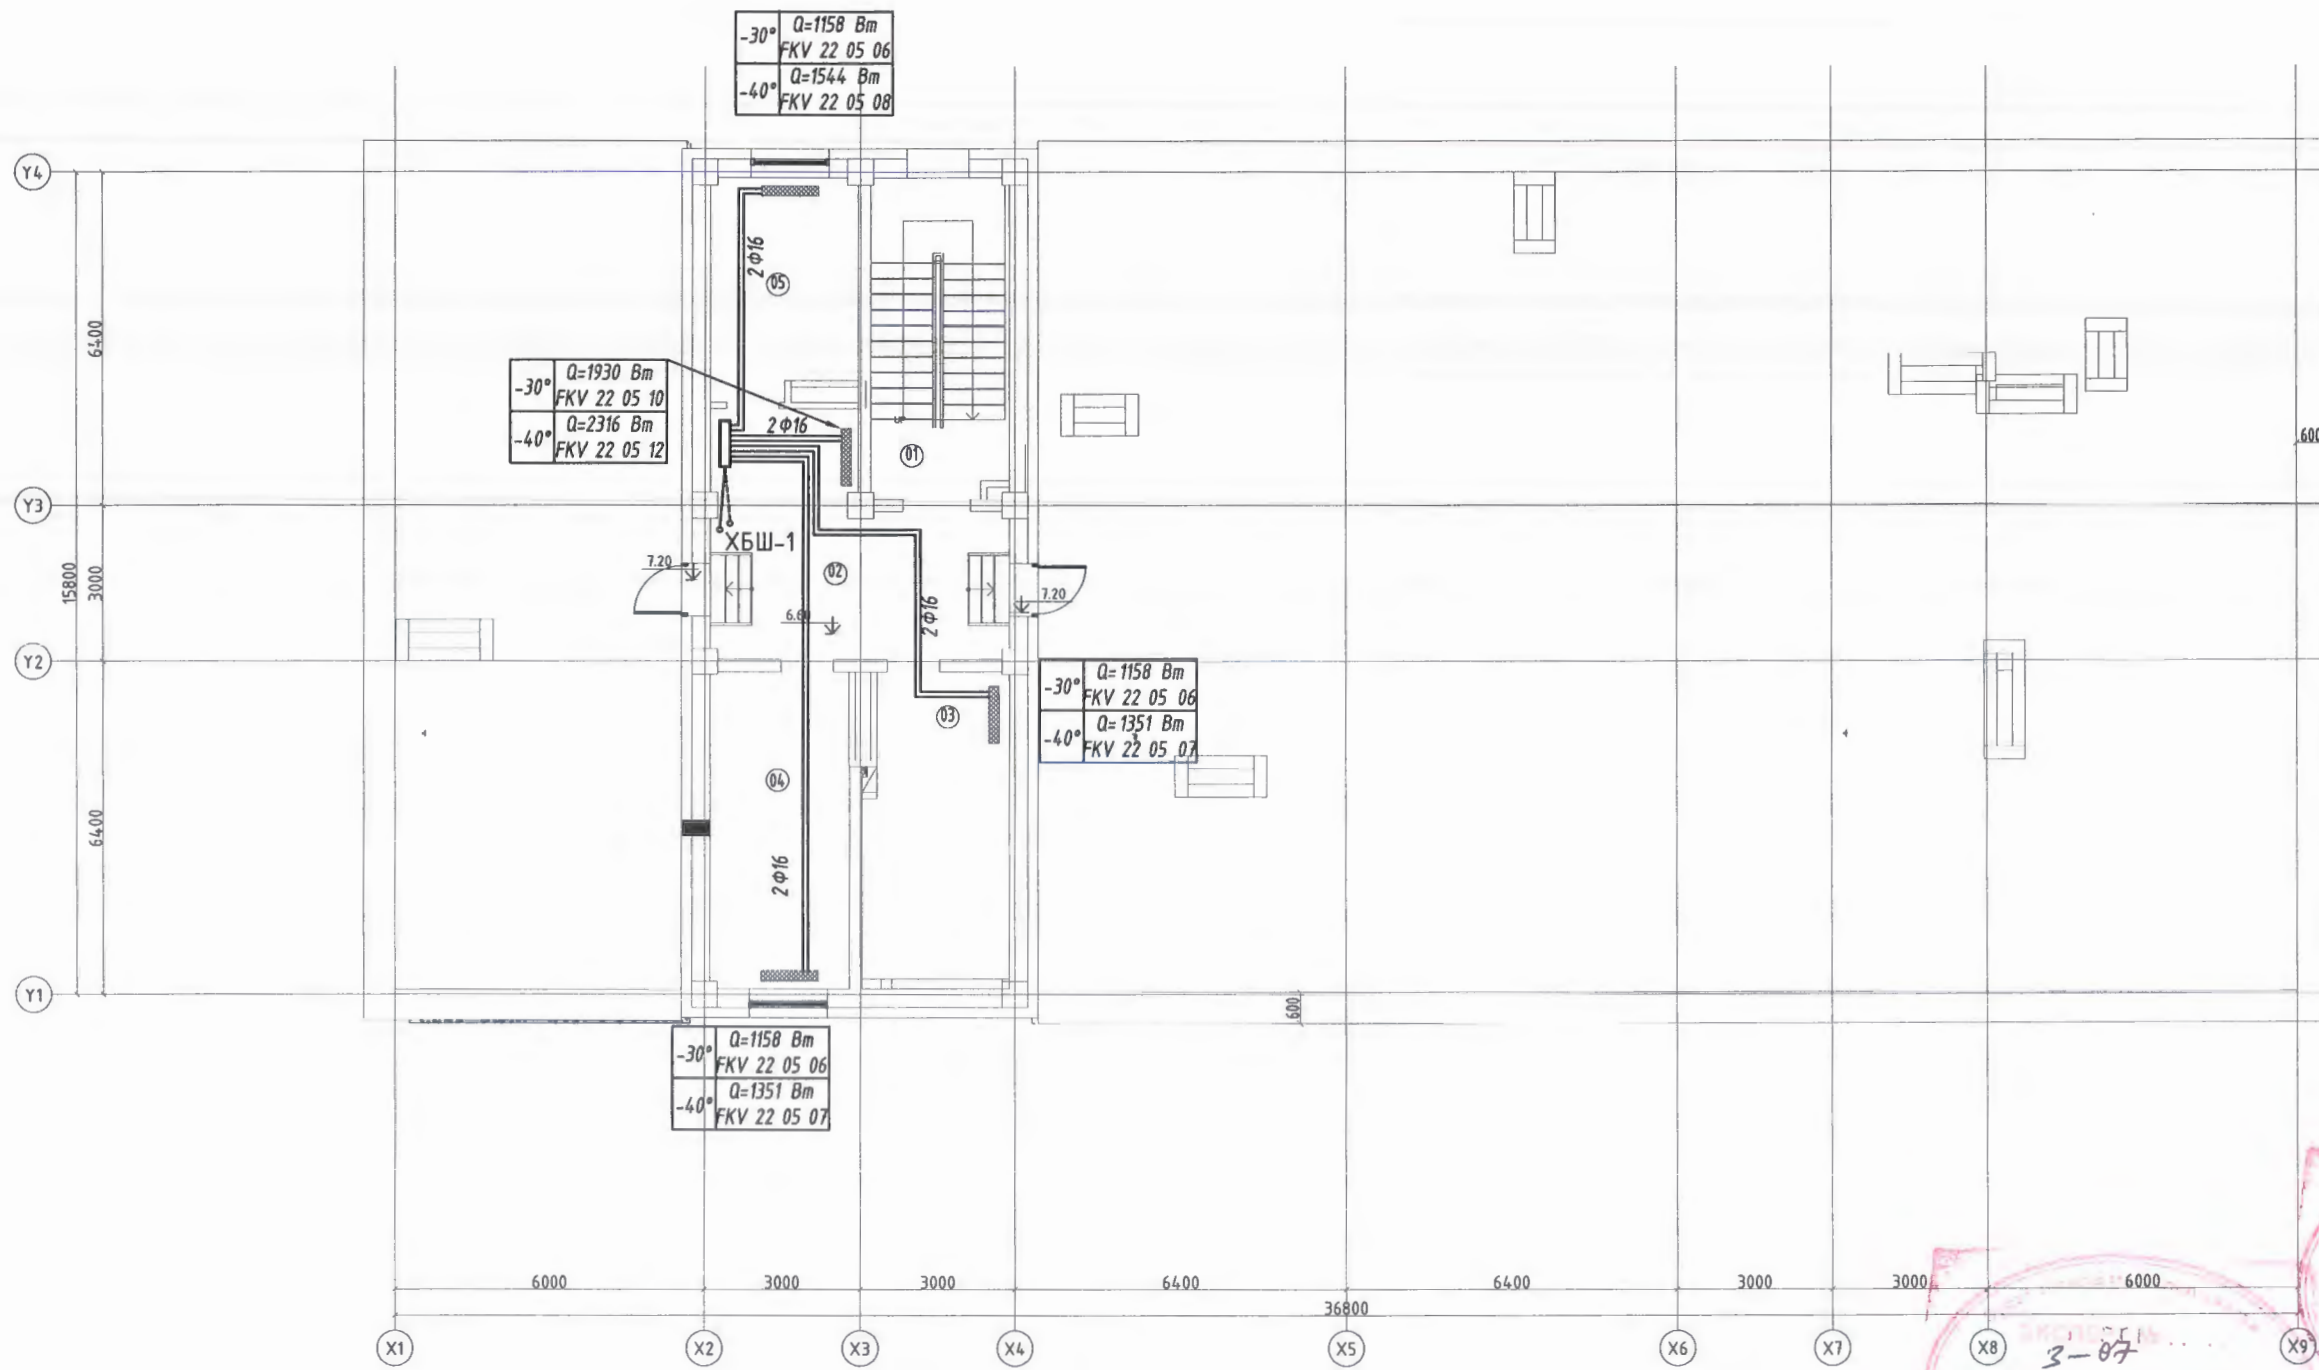 -30°
Q=1158 Вт
FKV 22 05 06
-40°
Q=1544 Вт
FKV 22 05 08
Y4
2Ф16
05
6400
-30°
Q=1930 Вт
FKV 22 05 10
-40°
Q=2316 Вт
FKV 22 05 12
2Ф16
01
600
Y3
ХБШ-1
7.20
02
7.20
15800
3000
6.60
2Ф16
Y2
-30°
Q=1158 Вт
FKV 22 05 06
-40°
Q=1351 Вт
FKV 22 05 07
03
04
6400
2Ф16
Y1
600
-30°
Q=1158 Вт
FKV 22 05 06
-40°
Q=1351 Вт
FKV 22 05 07
6000 3000 3000 6400 6400 3000 3000 6000
36800
X1 X2 X3 X4 X5 X6 X7 X8 X9
3-07